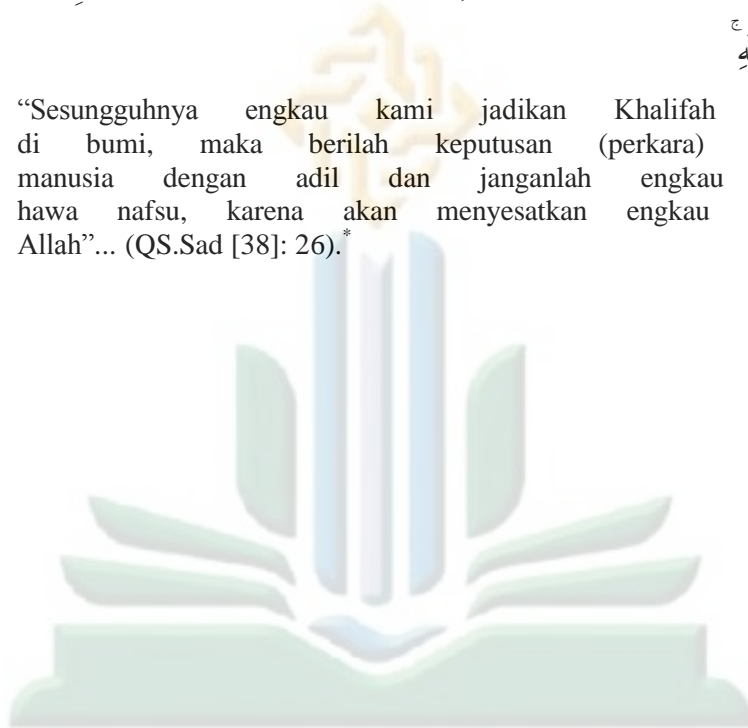 “Sesungguhnya engkau kami jadikan Khalifah
di bumi, maka berilah keputusan (perkara)
manusia dengan adil dan janganlah engkau
hawa nafsu, karena akan menyesatkan engkau
Allah”... (QS.Sad [38]: 26).*